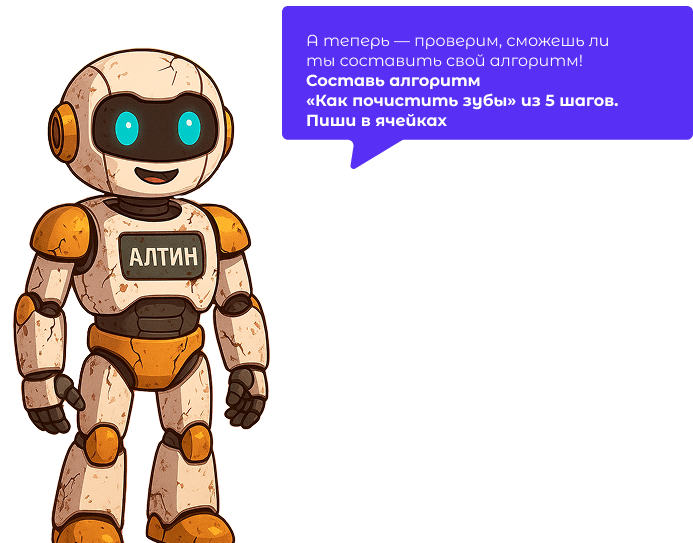 А теперь — проверим, сможешь ли
ты составить свой алгоритм!
Составь алгоритм
«Как почистить зубы» из 5 шагов.
Пиши в ячейках
АЛТИН